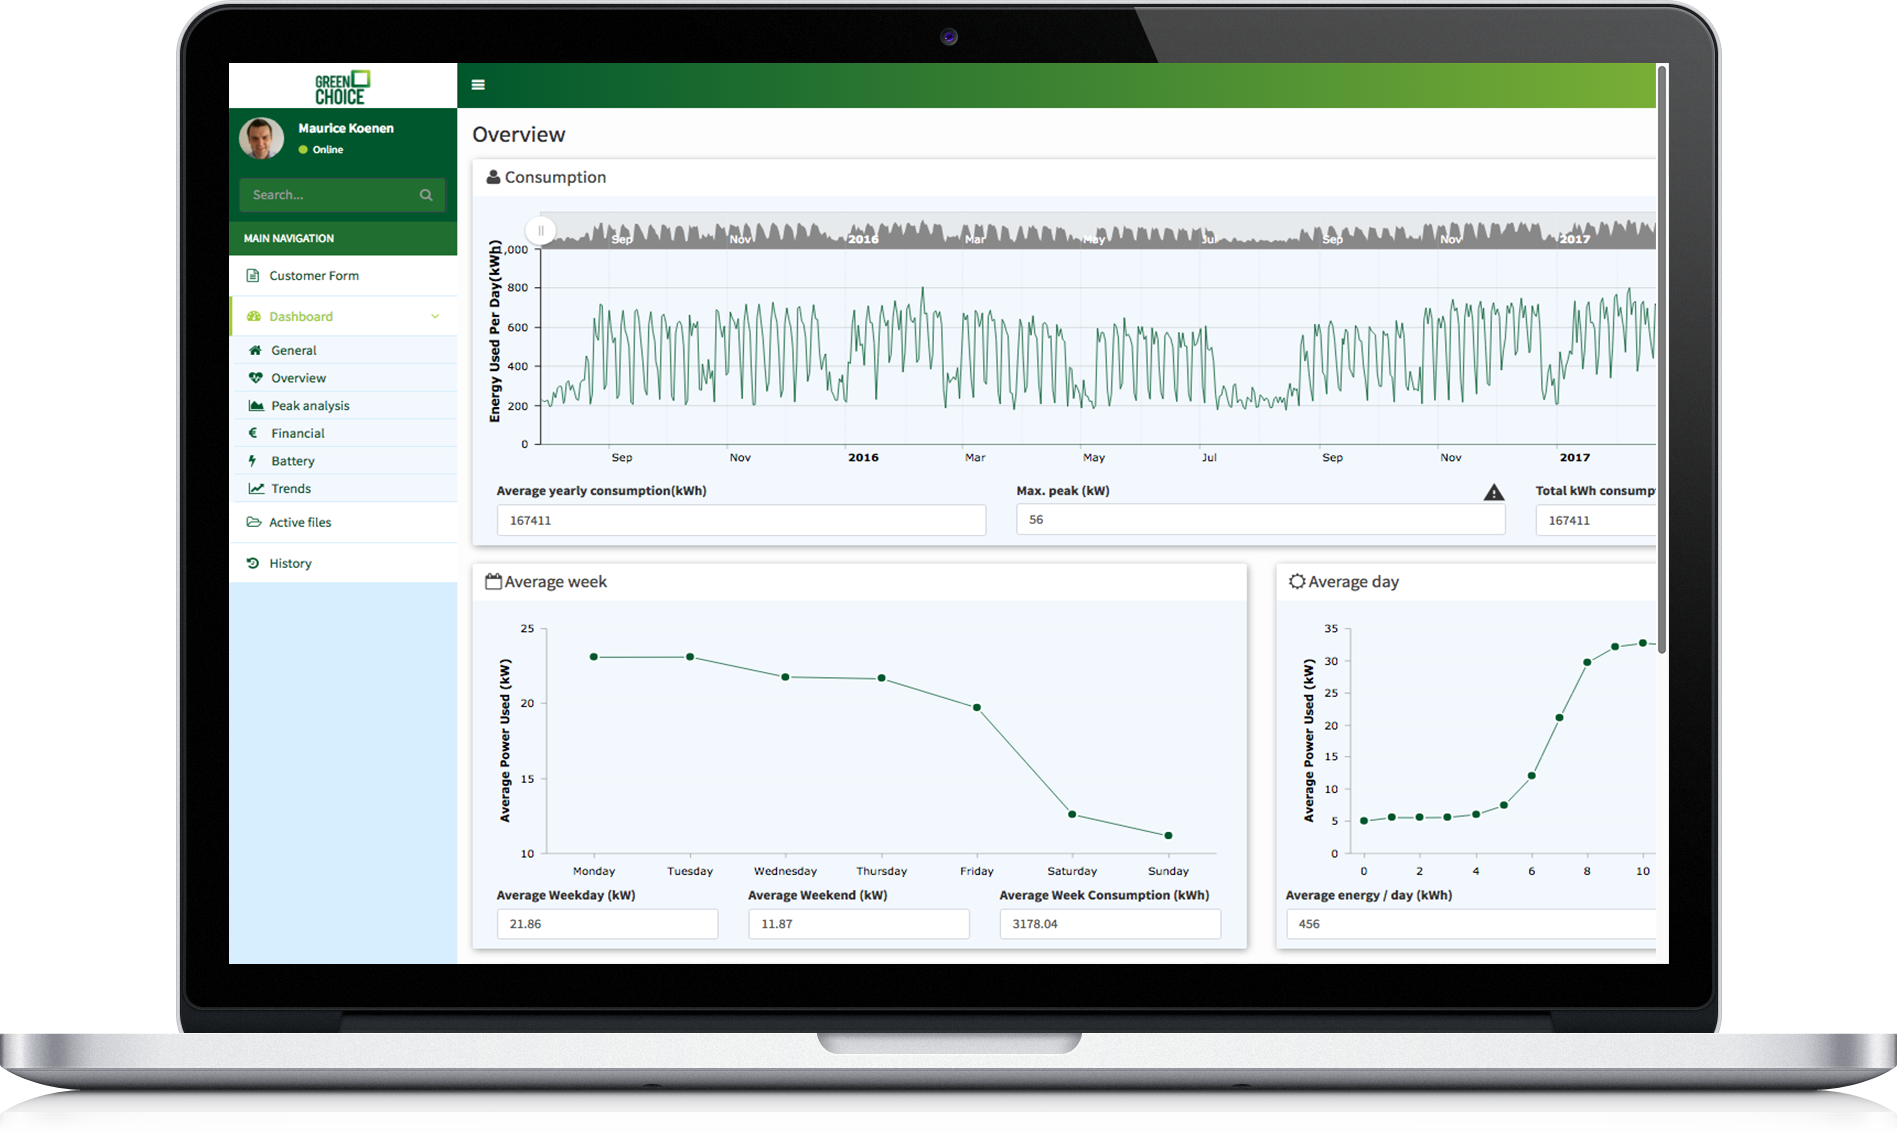 GREEN
CHOICE
Maurice Koenen
Online
Search...
MAIN NAVIGATION
Customer Form
Dashboard
General
Overview
Peak analysis
Financial
Battery
Trends
Active files
History
Overview
Consumption
Sep Nov 2016 Mar May Jul Sep Nov 2017
Energy Used Per Day(kWh)
,000
800
600
400
200
0
Sep Nov 2016 Mar May Jul Sep Nov 2017
Average yearly consumption(kWh)
167411
Max. peak (kW)
56
Total kWh consump
167411
Average week
Average Power Used (kW)
25
20
15
10
Monday Tuesday Wednesday Thursday Friday Saturday Sunday
Average Weekday (kW)
21.86
Average Weekend (kW)
11.87
Average Week Consumption (kWh)
3178.04
Average day
Average Power Used (kW)
35
30
25
20
15
10
5
0
0 2 4 6 8 10
Average energy / day (kWh)
456